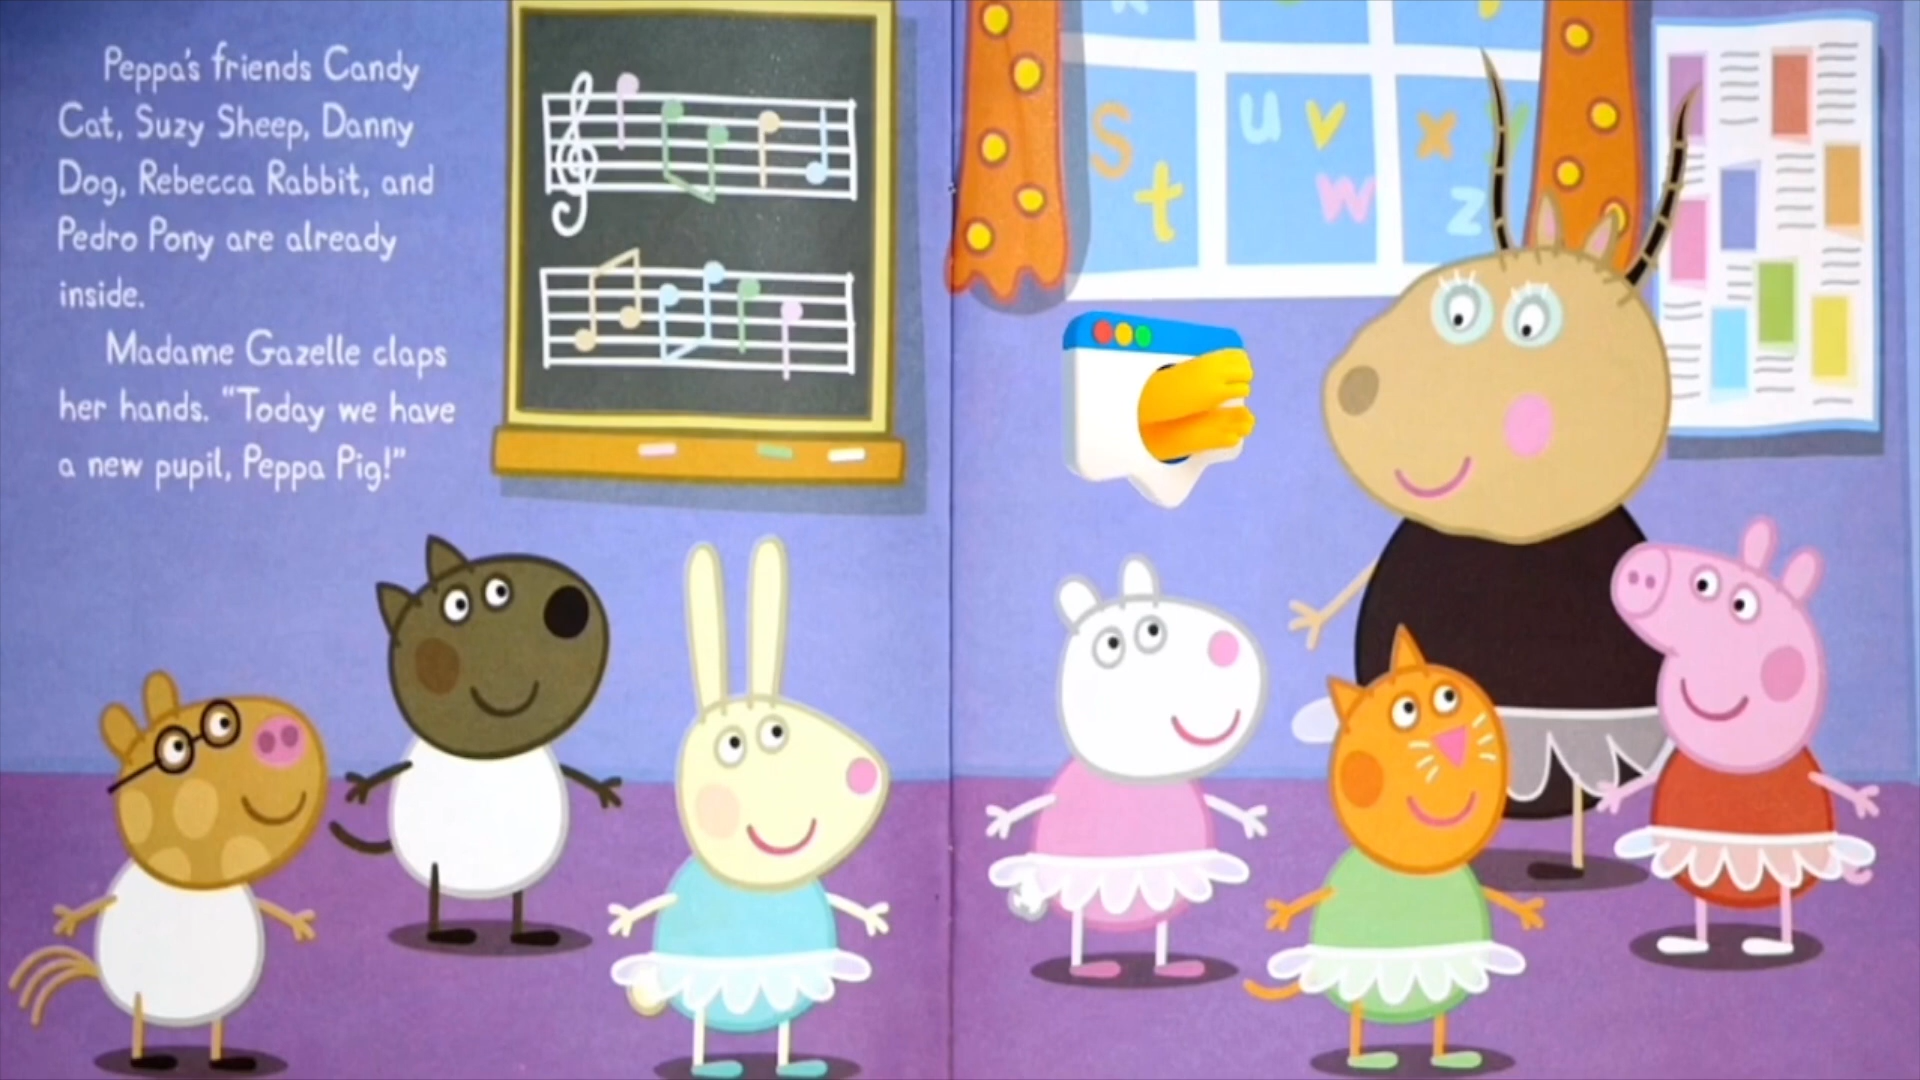 Peppa's friends Candy
Cat, Suzy Sheep, Danny
Dog, Rebecca Rabbit, and
Pedro Pony are already
inside.
Madame Gazelle claps
her hands. "Today we have
a new pupil, Peppa Pig!"
s
t
u v
w
x y
z